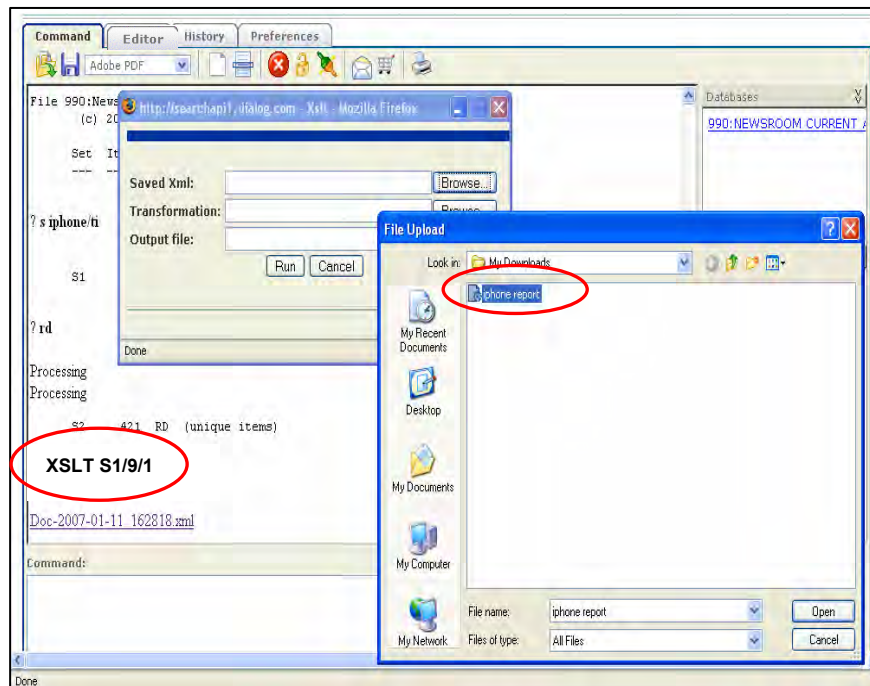 Command Editor History Preferences
Adobe PDF
File 990:News
(c) 20
Set It
--- --
? s iphone/ti
S1
? rd
Processing
Processing
S2 421 RD (unique items)
XSLT S1/9/1
Doc-2007-01-11_162818.xml
Command:
Done
Databases
990:NEWSROOM CURRENT
http://searchapi1.dialog.com - Xslt - Mozilla Firefox
Saved Xml:
Browse...
Transformation:
Browse...
Output file:
Run Cancel
Done
File Upload
Look in: My Downloads
iphone report
My Recent
Documents
Desktop
My Documents
My Computer
My Network
File name: iphone report Open
Files of type: All Files Cancel